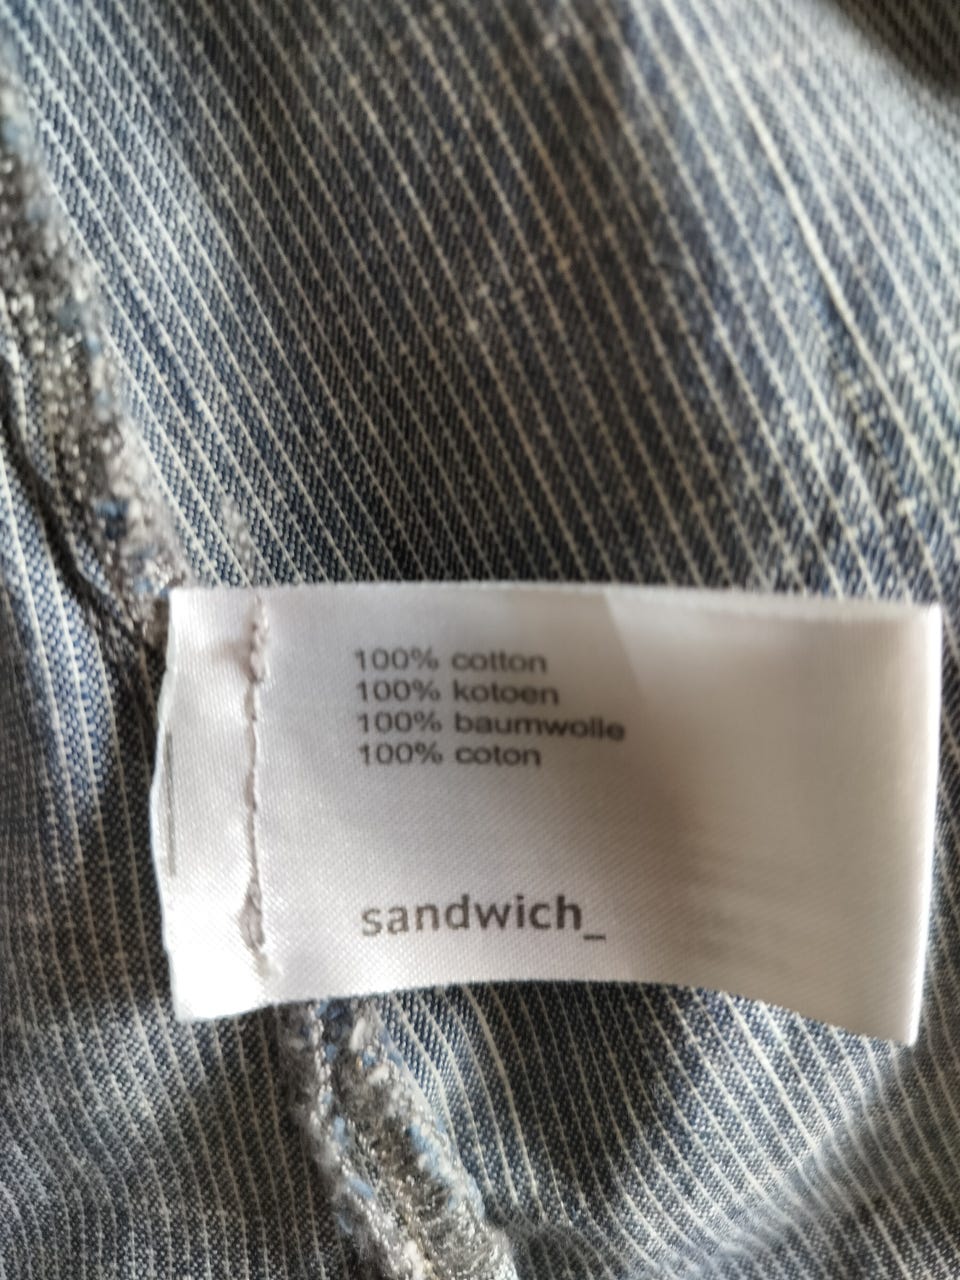 100% cotton
100% kotoen
100% baumwolle
100% coton
sandwich_